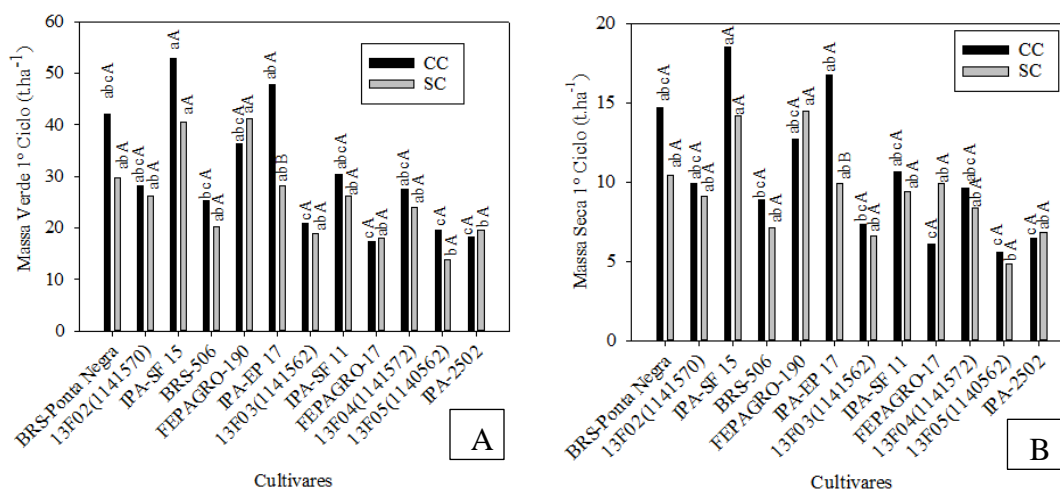 Massa Verde 1º Ciclo (t.ha-1)
60
50
40
30
20
10
0
CC
SC
abcA
abA
abcA
abA
aA
aA
bcA
abA
abcA
aA
abA
abB
cA
abA
abcA
abA
cA
abA
abcA
abA
cA
bA
cA
bA
BRS-Ponta Negra
13F02(1141570)
IPA-SF 15
BRS-506
FEPAGRO-190
IPA-EP 17
13F03(1141562)
IPA-SF 11
FEPAGRO-17
13F04(1141572)
13F05(1140562)
IPA-2502
Cultivares
A
Massa Seca 1º Ciclo (t.ha-1)
20
15
10
5
0
CC
SC
abcA
abA
abcA
abA
aA
aA
bcA
abA
abcA
aA
abA
abB
bcA
abA
abcA
abA
cA
abA
abcA
abA
cA
bA
cA
bA
BRS-Ponta Negra
13F02(1141570)
IPA-SF 15
BRS-506
FEPAGRO-190
IPA-EP 17
13F03(1141562)
IPA-SF 11
FEPAGRO-17
13F04(1141572)
13F05(1140562)
IPA-2502
Cultivares
B